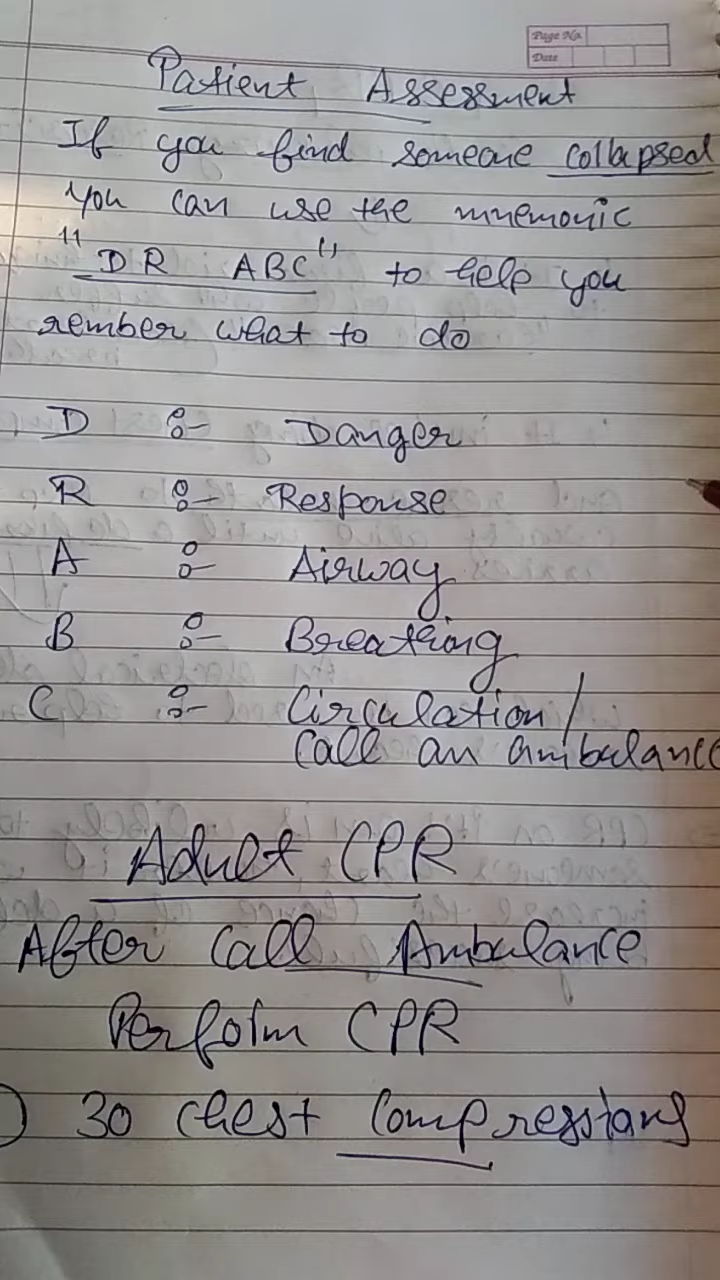 Page No.
Date
Patient Assessment
If you find someone collapsed
you can use the mnemonic
"DR ABC" to help you
rember what to do
D :- Danger
R :- Response
A :- Airway
B :- Breathing
C :- Circulation/
Call an ambulance
Adult CPR
After Call Ambulance
Perform CPR
) 30 chest Compressions